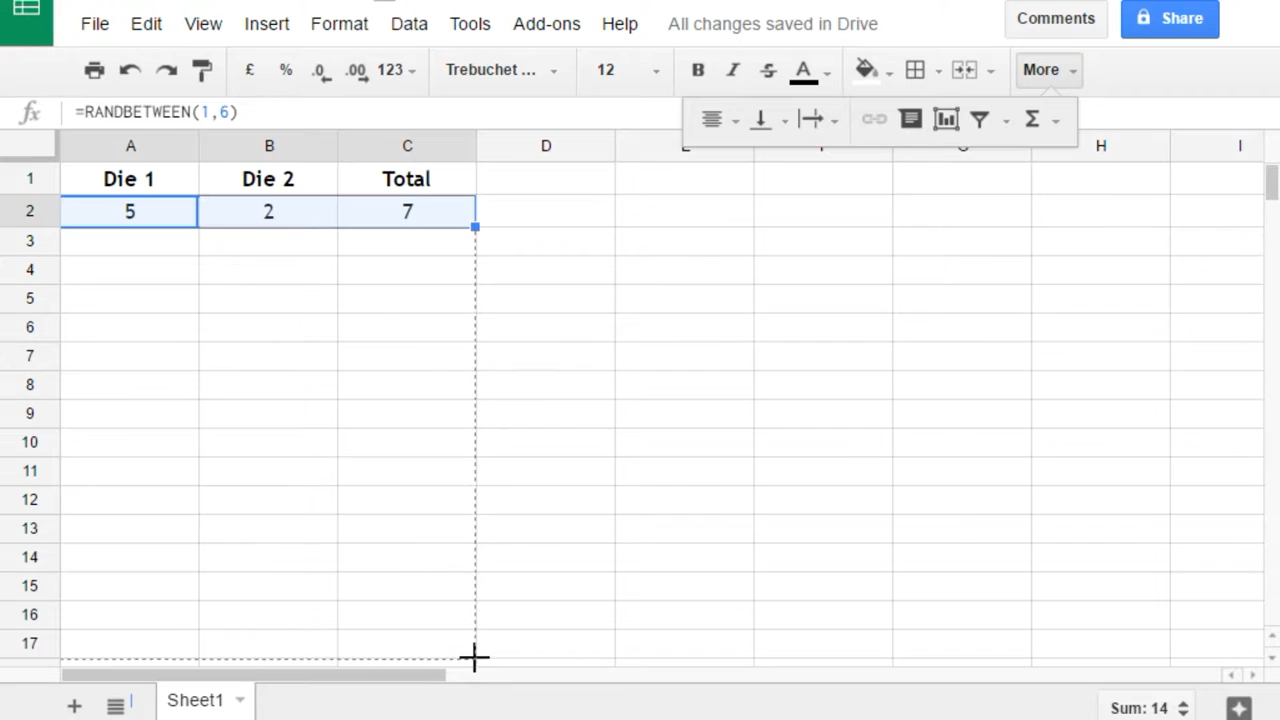 File Edit View Insert Format Data Tools Add-ons Help All changes saved in Drive Comments Share
£ % .0 .00 123 Trebuchet ... 12 B I S A More
fx =RANDBETWEEN(1,6)
A B C D H I
1 Die 1 Die 2 Total
2 5 2 7
3
4
5
6
7
8
9
10
11
12
13
14
15
16
17
Sheet1 Sum: 14